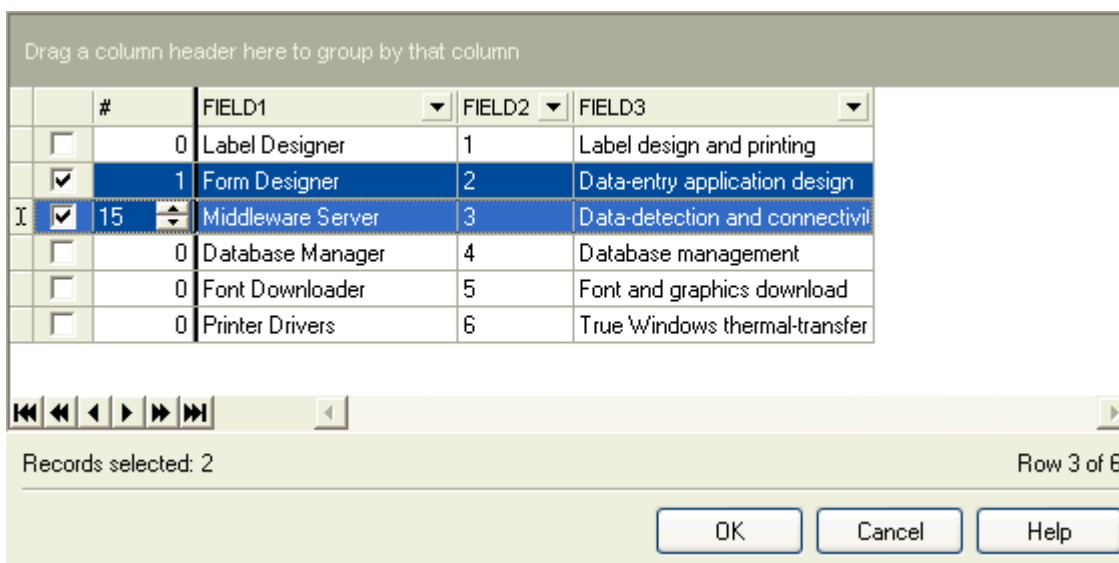 Drag a column header here to group by that column
# FIELD1 FIELD2 FIELD3
0 Label Designer 1 Label design and printing
1 Form Designer 2 Data-entry application design
15 Middleware Server 3 Data-detection and
0 Database Manager 4 Database management
0 Font Downloader 5 Font and graphics download
0 Printer Drivers 6 True Windows thermal-transfer
Records selected: 2 Row 3 of 6
OK Cancel Help